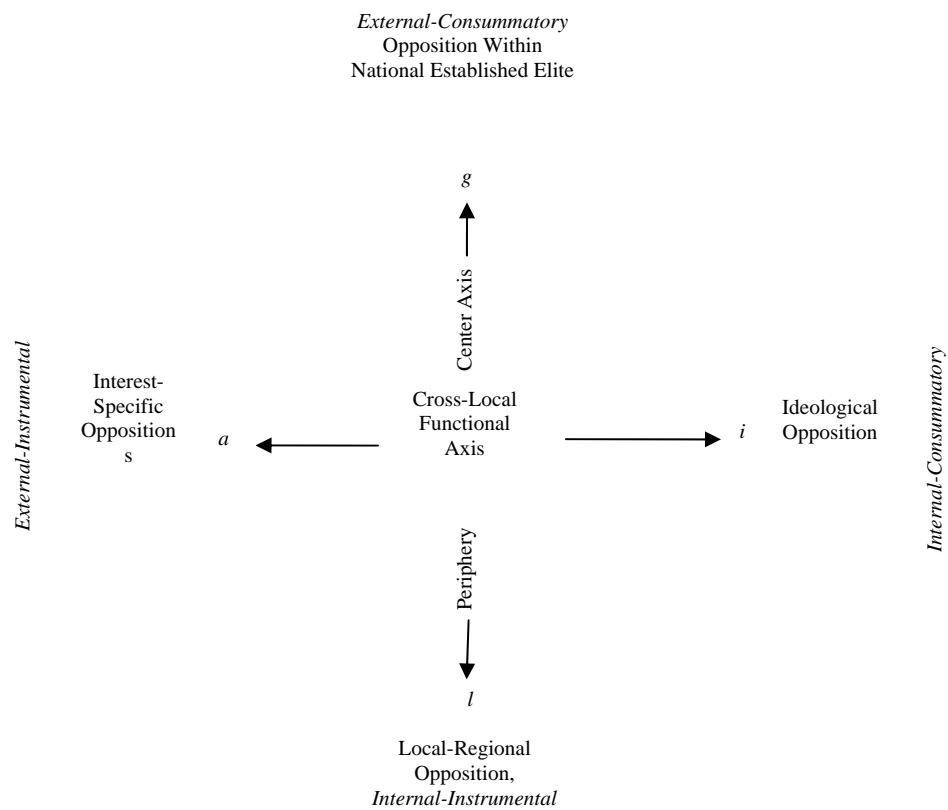 External-Consummatory
Opposition Within
National Established Elite
g
Center Axis
External-Instrumental
Interest-
Specific
Opposition
s
a
Cross-Local
Functional
Axis
i
Ideological
Opposition
Internal-Consummatory
Periphery
l
Local-Regional
Opposition,
Internal-Instrumental